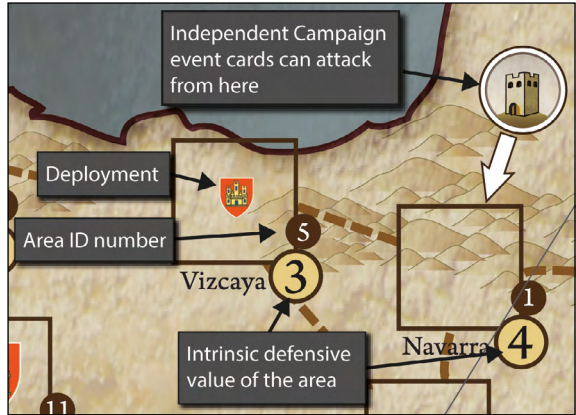 Independent Campaign
event cards can attack
from here
Deployment
Area ID number
5
Vizcaya
3
1
Navarra
4
Intrinsic defensive
value of the area
11